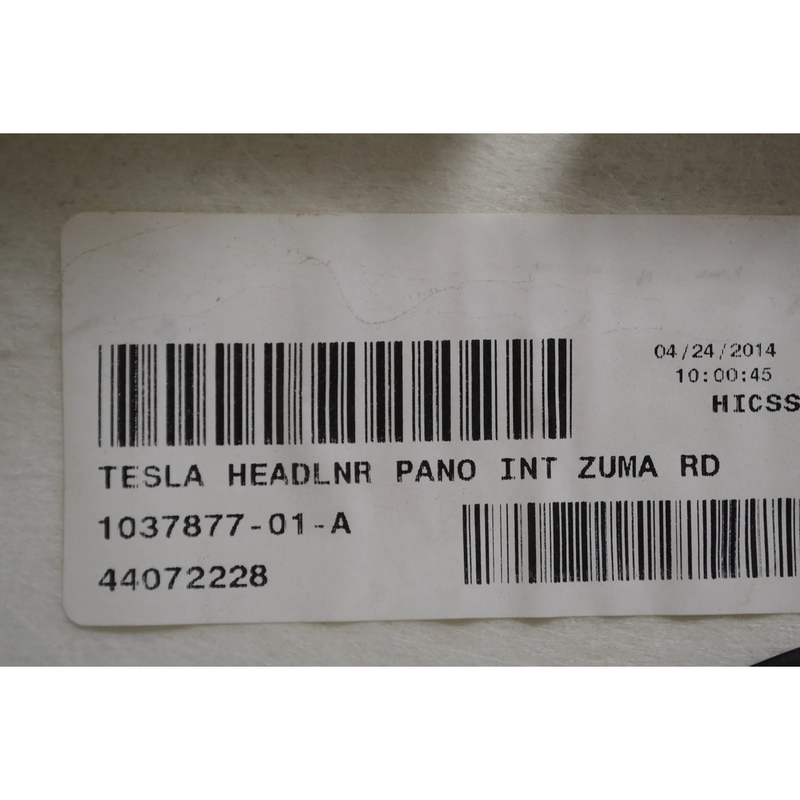 04/24/2014
10:00:45
HICSS
TESLA HEADLNR PANO INT ZUMA RD
1037877-01-A
44072228